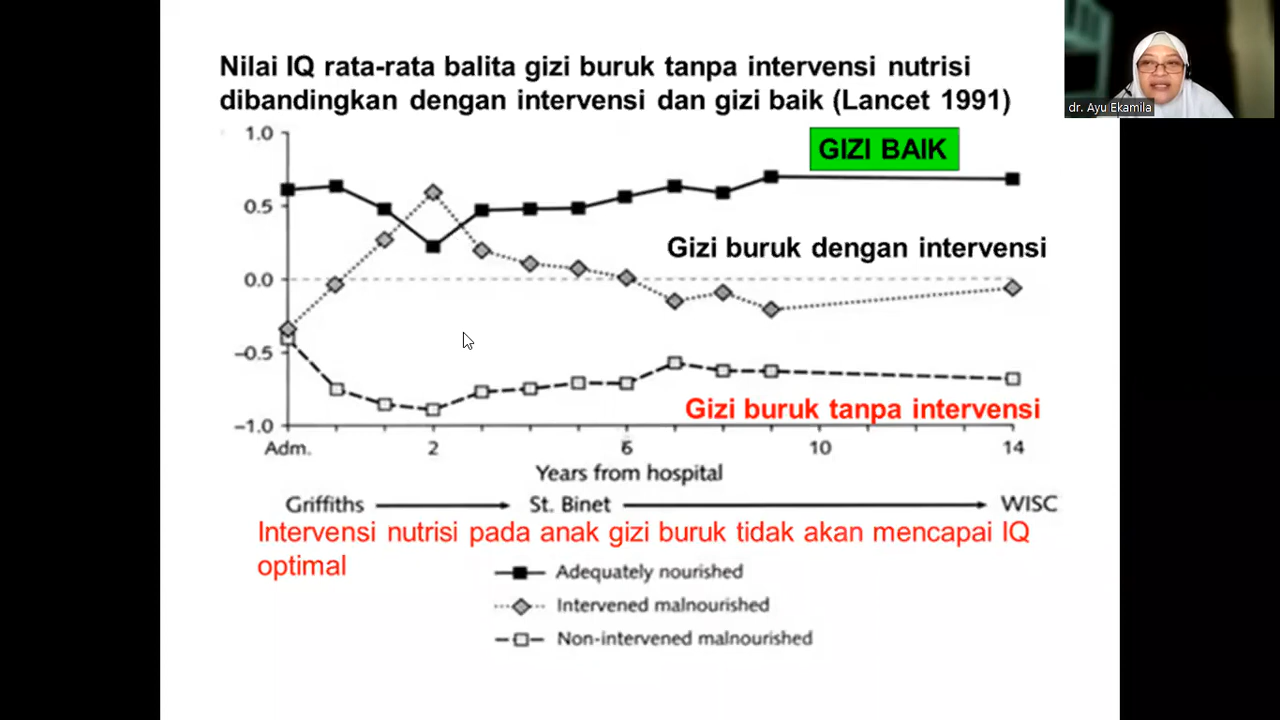 Nilai IQ rata-rata balita gizi buruk tanpa intervensi nutrisi
dibandingkan dengan intervensi dan gizi baik (Lancet 1991)
dr. Ayu Ekamila
1.0
GIZI BAIK
0.5
Gizi buruk dengan intervensi
0.0
−0.5
Gizi buruk tanpa intervensi
−1.0
Adm. 2 6 10 14
Years from hospital
Griffiths St. Binet WISC
Intervensi nutrisi pada anak gizi buruk tidak akan mencapai IQ
optimal
Adequately nourished
Intervened malnourished
Non-intervened malnourished